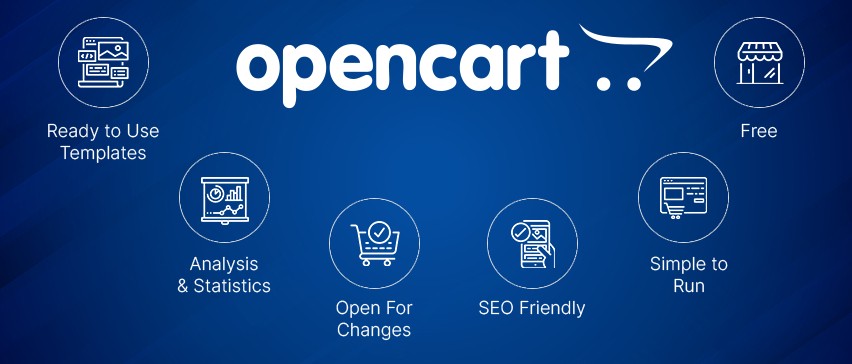 opencart
Ready to Use
Templates
Analysis
& Statistics
Open For
Changes
SEO Friendly
Simple to
Run
Free